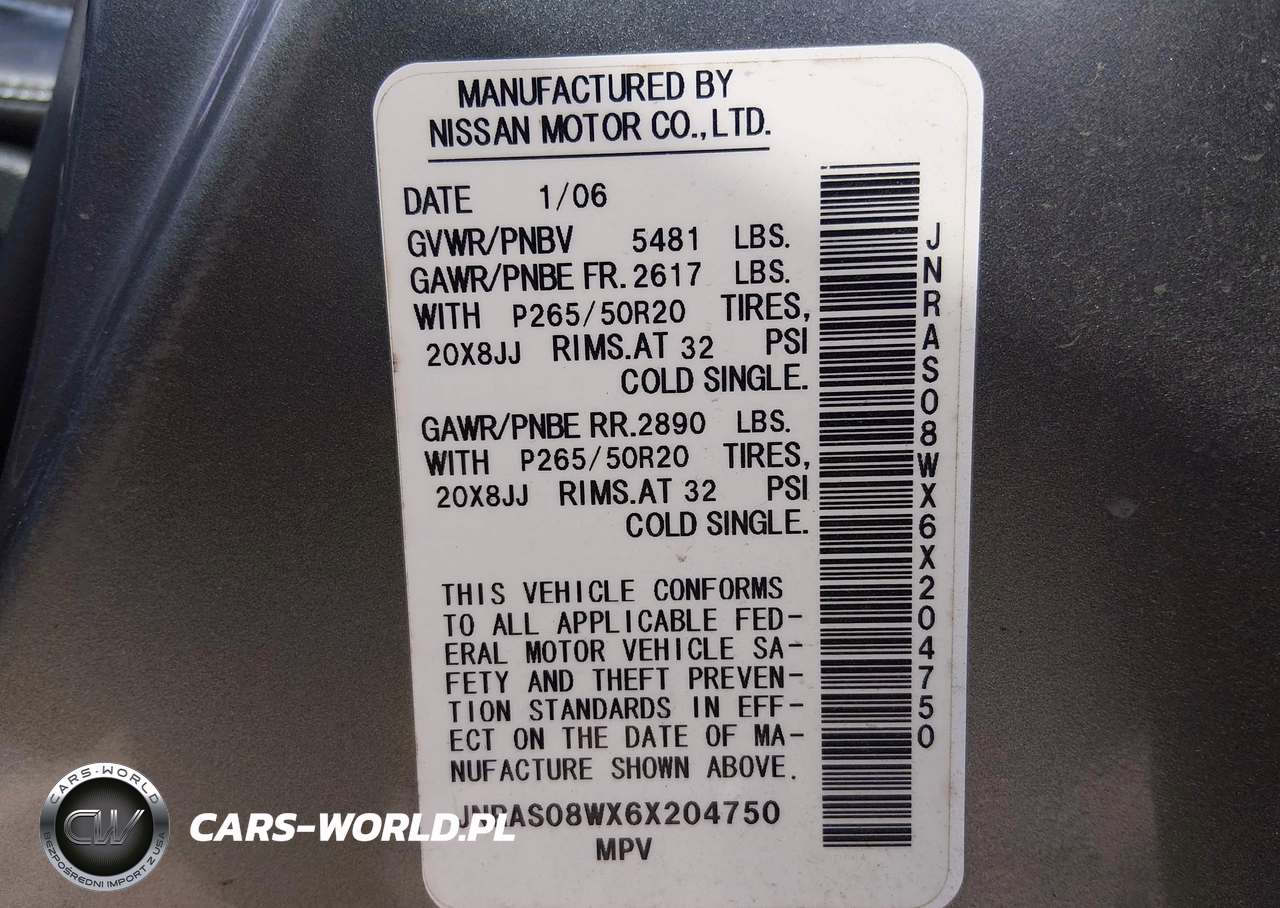 MANUFACTURED BY
NISSAN MOTOR CO., LTD.
DATE 1/06
GVWR/PNBV 5481 LBS.
GAWR/PNBE FR. 2617 LBS.
WITH P265/50R20 TIRES,
20X8JJ RIMS. AT 32 PSI
COLD SINGLE.
GAWR/PNBE RR. 2890 LBS.
WITH P265/50R20 TIRES,
20X8JJ RIMS. AT 32 PSI
COLD SINGLE.
THIS VEHICLE CONFORMS
TO ALL APPLICABLE FED-
ERAL MOTOR VEHICLE SA-
FETY AND THEFT PREVEN-
TION STANDARDS IN EFF-
ECT ON THE DATE OF MA-
NUFACTURE SHOWN ABOVE.
JNRAS08WX6X204750
MPV
JNRAS08WX6X204750
CARS-WORLD
CW
BEZPOŚREDNI IMPORT Z USA
CARS-WORLD.PL